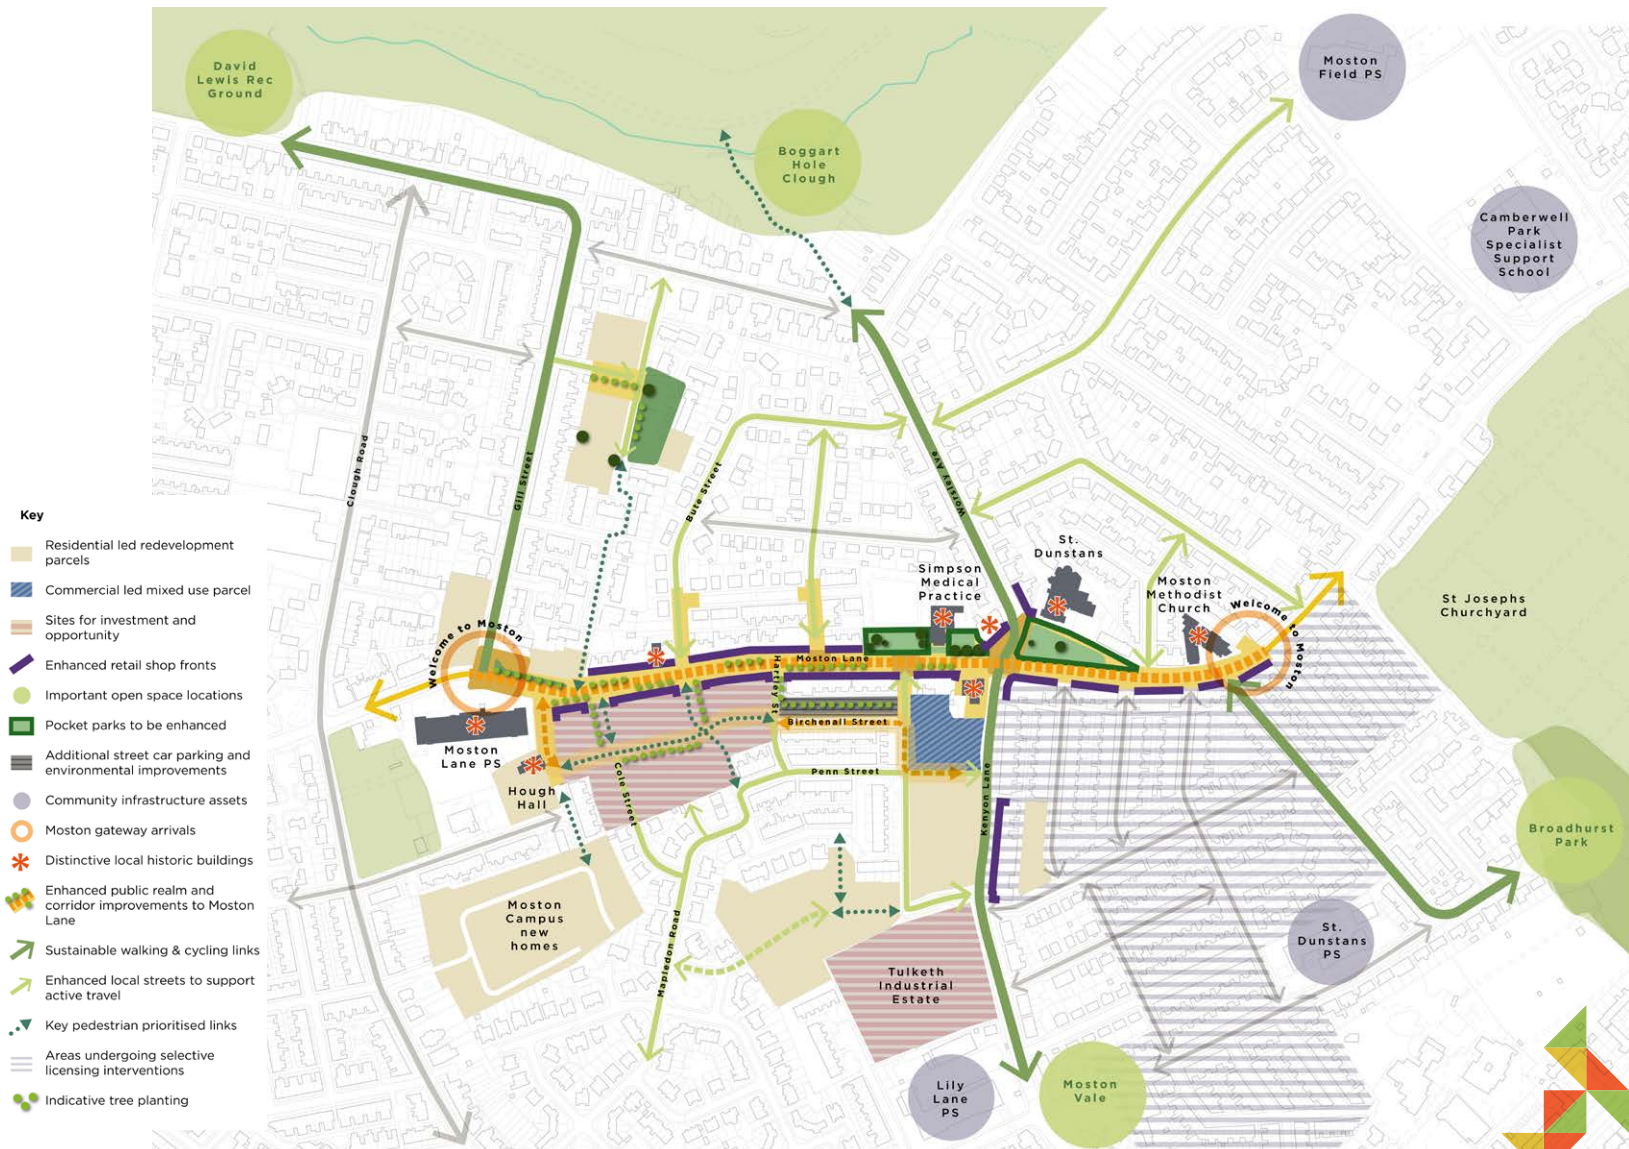 David
Lewis Rec
Ground
Boggart
Hole
Clough
Moston
Field PS
Camberwell
Park
Specialist
Support
School
Clough Road
Gill Street
Bute Street
Worsley Ave
St.
Dunstans
Simpson
Medical
Practice
Moston
Methodist
Church
Welcome to Moston
St Josephs
Churchyard
Welcome to Moston
Moston Lane
Hartley St
Birchenall Street
Moston
Lane PS
Hough
Hall
Cole Street
Penn Street
Kenyon Lane
Broadhurst
Park
Moston
Campus
new
homes
Mapledon Road
St.
Dunstans
PS
Tulketh
Industrial
Estate
Lily
Lane
PS
Moston
Vale
Key
Residential led redevelopment
parcels
Commercial led mixed use parcel
Sites for investment and
opportunity
Enhanced retail shop fronts
Important open space locations
Pocket parks to be enhanced
Additional street car parking and
environmental improvements
Community infrastructure assets
Moston gateway arrivals
Distinctive local historic buildings
Enhanced public realm and
corridor improvements to Moston
Lane
Sustainable walking & cycling links
Enhanced local streets to support
active travel
Key pedestrian prioritised links
Areas undergoing selective
licensing interventions
Indicative tree planting